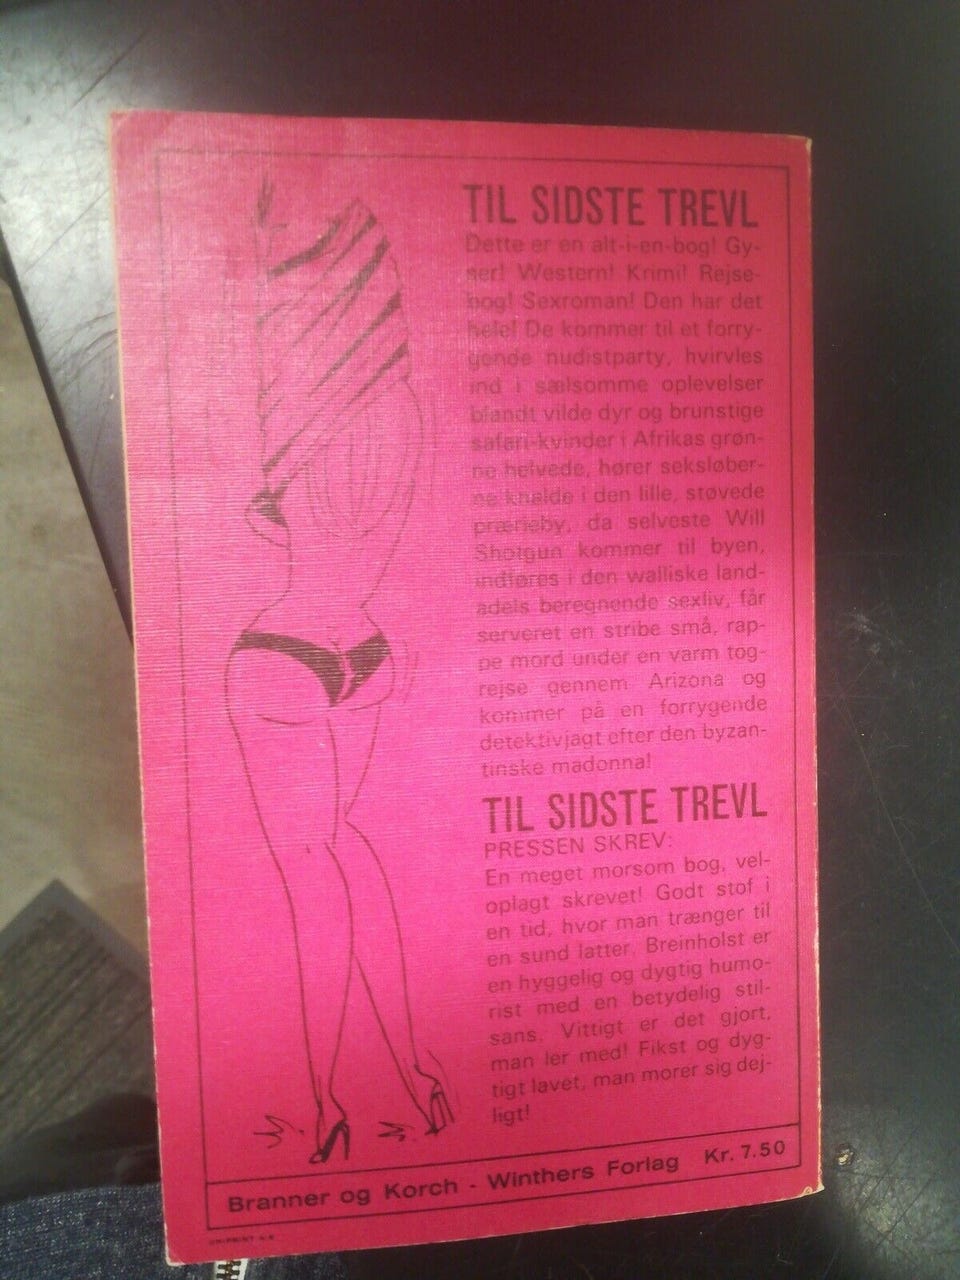 TIL SIDSTE TREVL
Dette er en alt-i-en-bog! Gy-
ser! Western! Krimi! Rejse-
bog! Sexroman! Den har det
hele! De kommer til et forry-
gende nudistparty, hvirvles
ind i sælsomme oplevelser
blandt vilde dyr og brunstige
safari-kvinder i Afrikas grøn-
ne helvede, hører seksløber-
ne knalde i den lille, støvede
prærieby, da selveste Will
Shotgun kommer til byen,
indføres i den walliske land-
adels beregnende sexliv, får
serveret en stribe små, rap-
pe mord under en varm tog-
rejse gennem Arizona og
kommer på en forrygende
detektivjagt efter den byzan-
tinske madonna!
TIL SIDSTE TREVL
PRESSEN SKREV:
En meget morsom bog, vel-
oplagt skrevet! Godt stof i
en tid, hvor man trænger til
en sund latter. Breinholst er
en hyggelig og dygtig humo-
rist med en betydelig stil-
sans. Vittigt er det gjort,
man ler med! Fikst og dyg-
tigt lavet, man morer sig dej-
ligt!
Branner og Korch - Winthers Forlag Kr. 7.50
UNIPRINT A/S